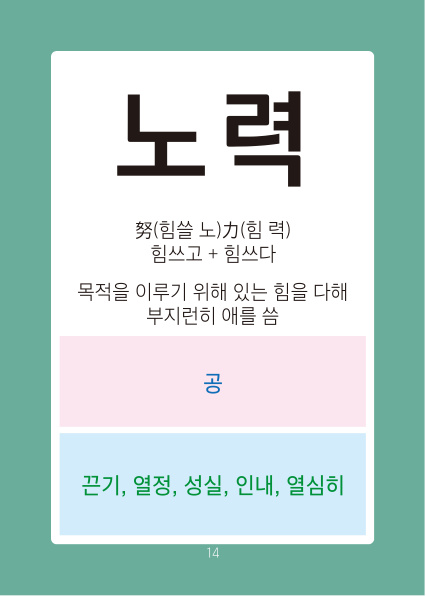 노력
努(힘쓸 노)力(힘 력)
힘쓰고 + 힘쓰다
목적을 이루기 위해 있는 힘을 다해
부지런히 애를 씀
공
끈기, 열정, 성실, 인내, 열심히
14